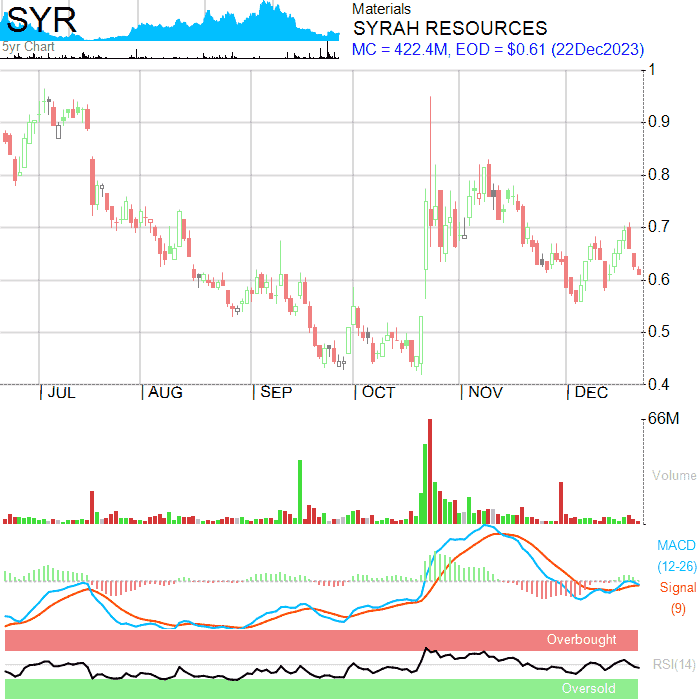 SYR
5yr Chart
Materials
SYRAH RESOURCES
MC = 422.4M, EOD = $0.61 (22Dec2023)
1
0.9
0.8
0.7
0.6
0.5
0.4
JUL AUG SEP OCT NOV DEC
66M
Volume
MACD
(12-26)
Signal
(9)
Overbought
RSI(14)
Oversold